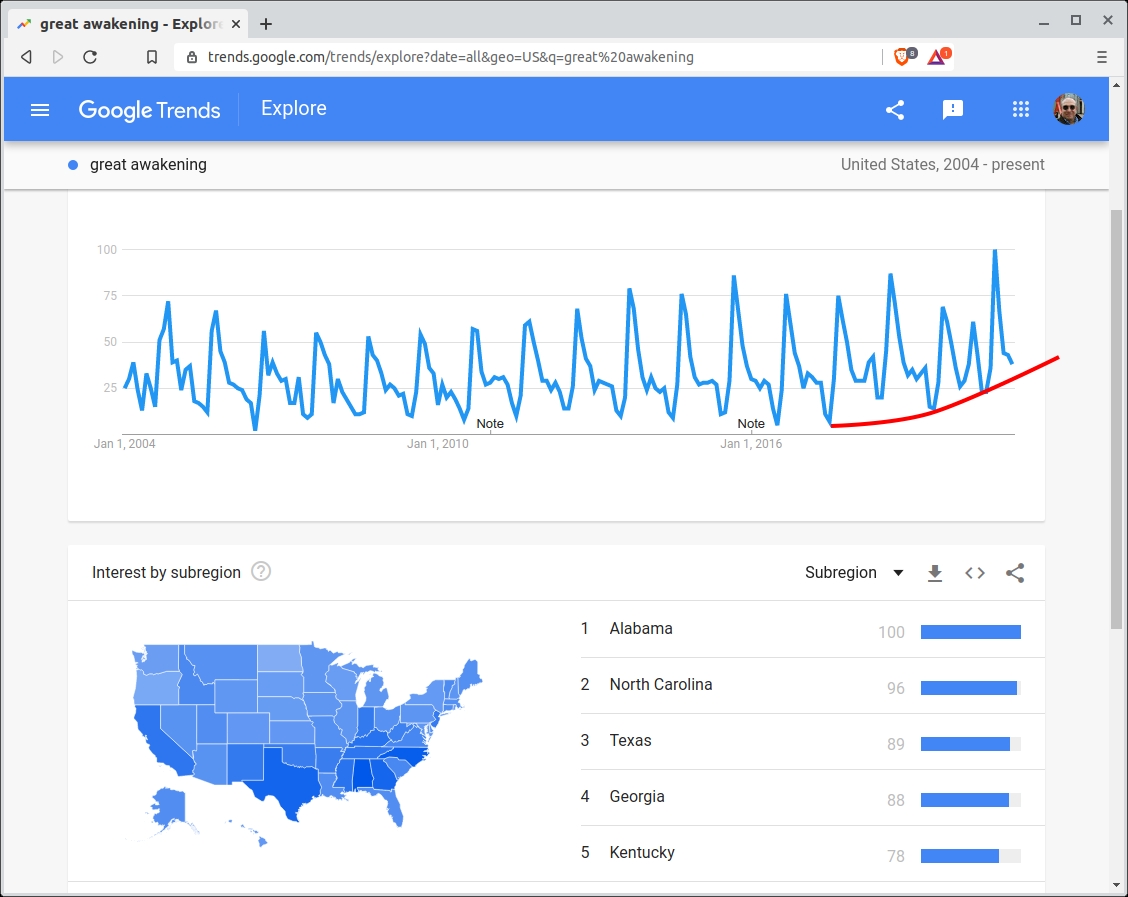 great awakening - Explore
trends.google.com/trends/explore?date=all&geo=US&q=great%20awakening
8
1
Google Trends
Explore
great awakening
United States, 2004 - present
100
75
50
25
Note
Note
Jan 1, 2004
Jan 1, 2010
Jan 1, 2016
Interest by subregion
?
Subregion
1 Alabama 100
2 North Carolina 96
3 Texas 89
4 Georgia 88
5 Kentucky 78